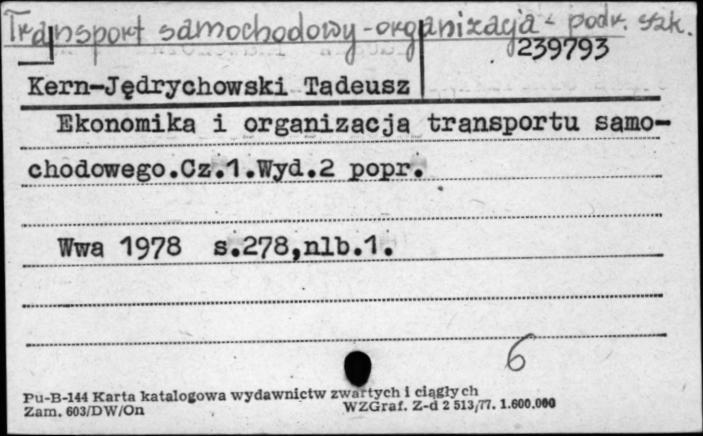 Transport samochodowy - organizacja - podr. szk.
239793
Kern-Jędrychowski Tadeusz
Ekonomika i organizacja transportu samo-
chodowego.Cz.1.Wyd.2 popr.
Wwa 1978 s.278,nlb.1.
6
Pu-B-144 Karta katalogowa wydawnictw zwartych i ciągłych
Zam. 603/DW/On WZGraf. Z-d 2 513/77. 1.600.000